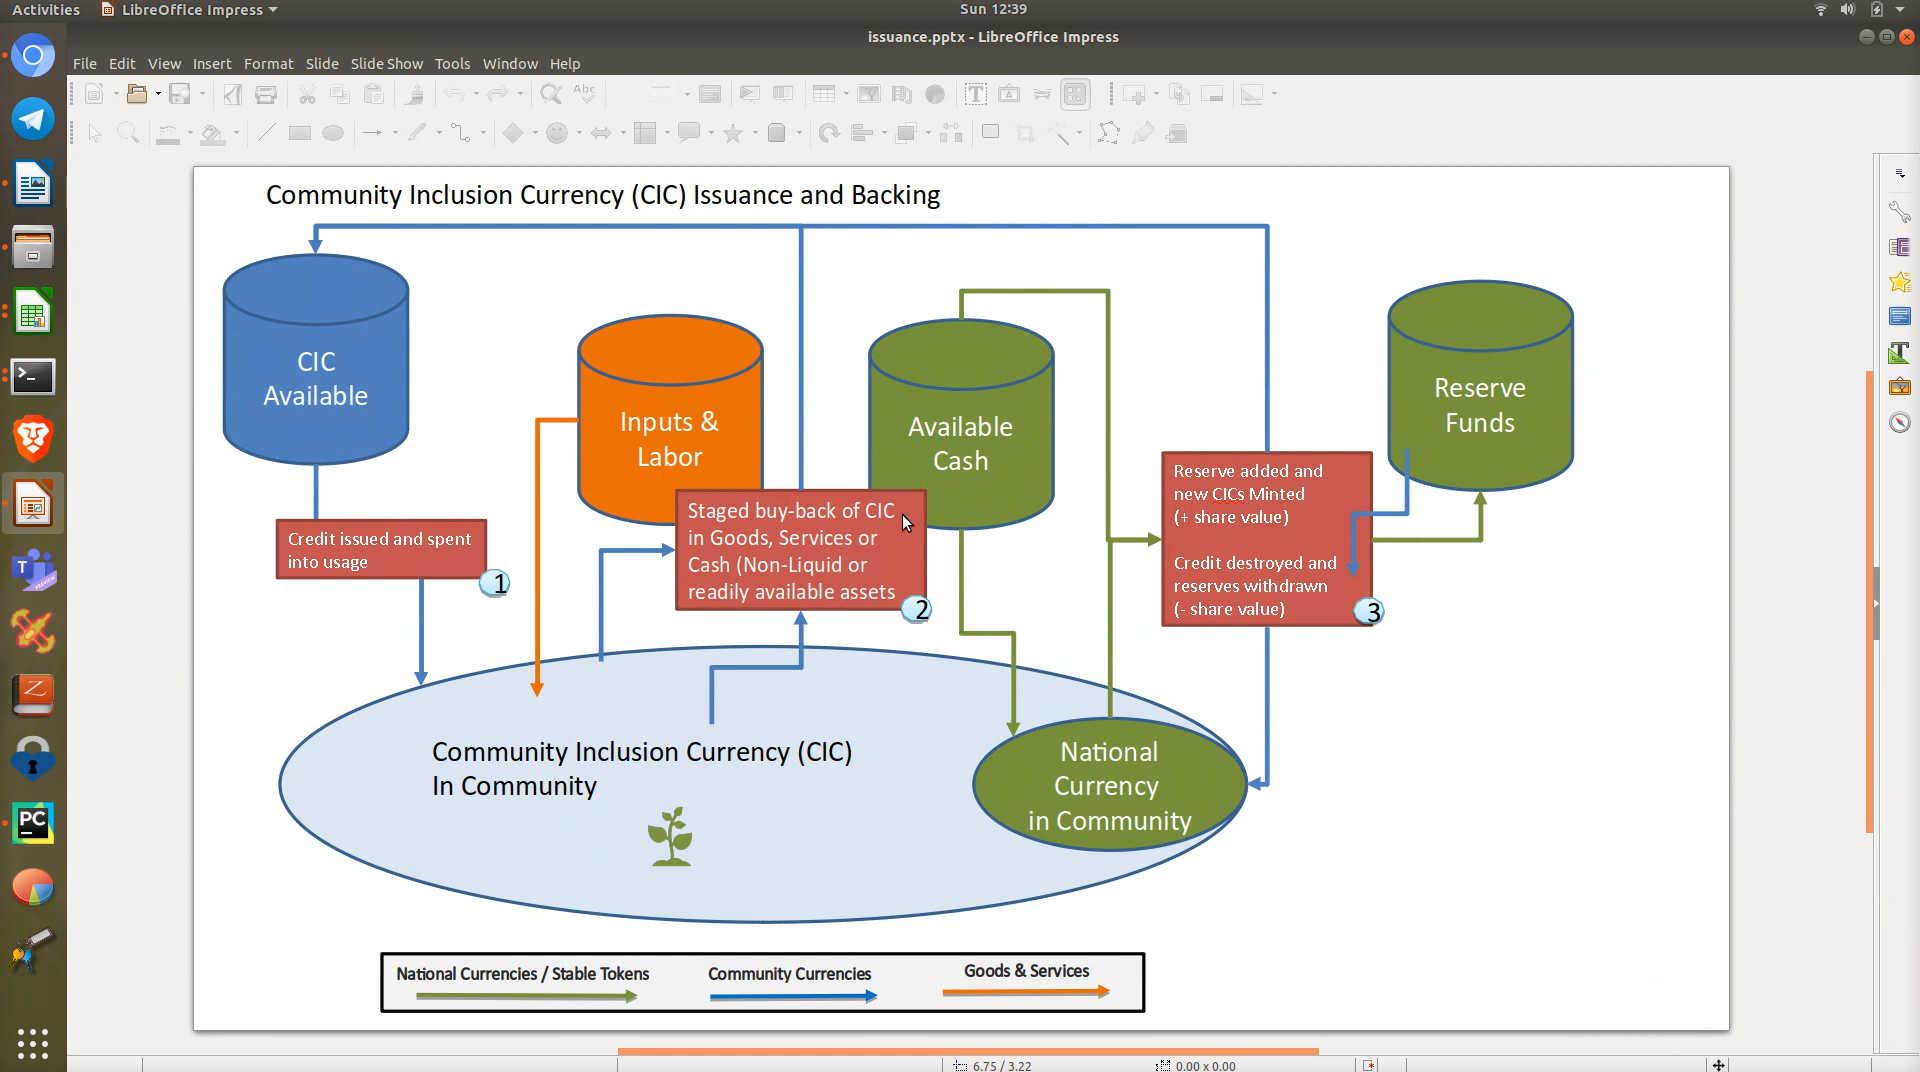 Activities
LibreOffice Impress
Sun 12:39
issuance.pptx - LibreOffice Impress
File Edit View Insert Format Slide Slide Show Tools Window Help
Abc
Community Inclusion Currency (CIC) Issuance and Backing
CIC
Available
Inputs &
Labor
Available
Cash
Reserve
Funds
Credit issued and spent
into usage
1
Staged buy-back of CIC
in Goods, Services or
Cash (Non-Liquid or
readily available assets
2
Reserve added and
new CICs Minted
(+ share value)
Credit destroyed and
reserves withdrawn
(- share value)
3
Community Inclusion Currency (CIC)
In Community
National
Currency
in Community
National Currencies / Stable Tokens
Community Currencies
Goods & Services
PC
6.75 / 3.22
0.00 x 0.00